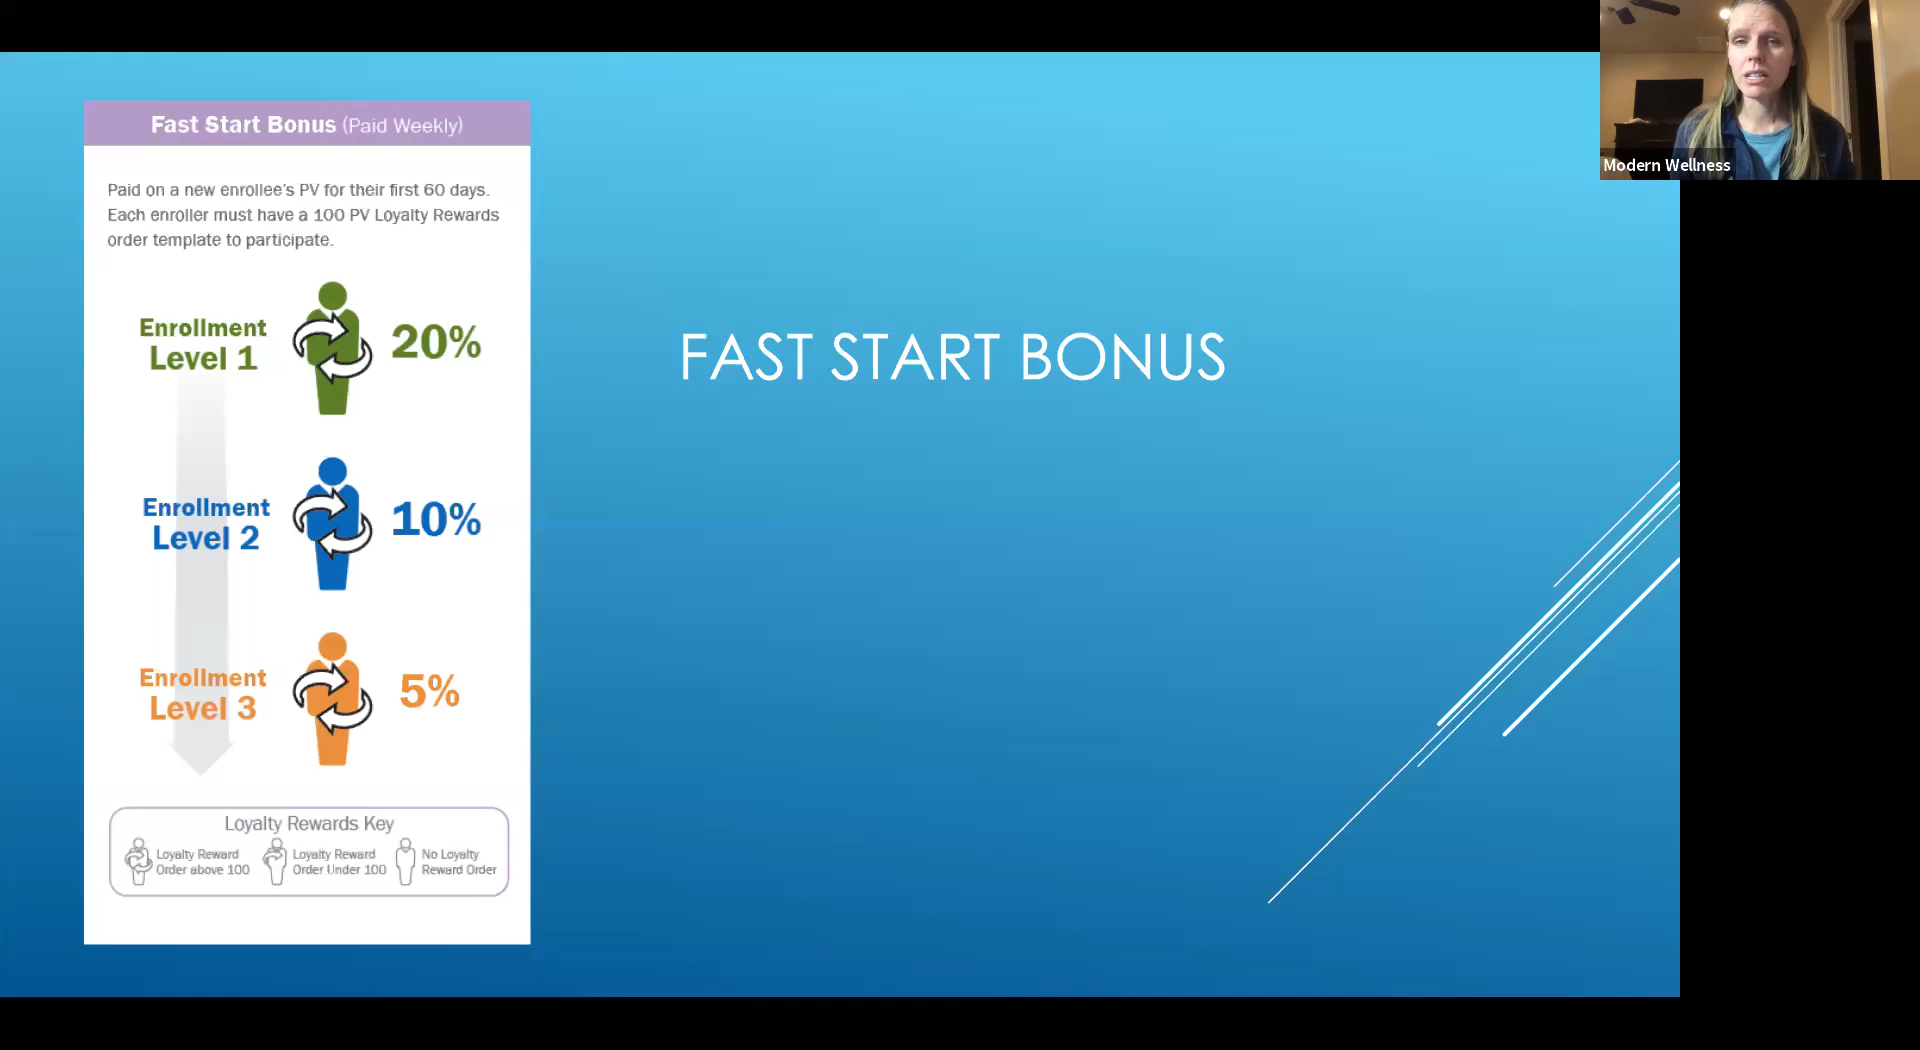 Fast Start Bonus (Paid Weekly)
Paid on a new enrollee's PV for their first 60 days.
Each enroller must have a 100 PV Loyalty Rewards
order template to participate.
Enrollment
Level 1
20%
Enrollment
Level 2
10%
Enrollment
Level 3
5%
Loyalty Rewards Key
Loyalty Reward
Order above 100
Loyalty Reward
Order Under 100
No Loyalty
Reward Order
FAST START BONUS
Modern Wellness